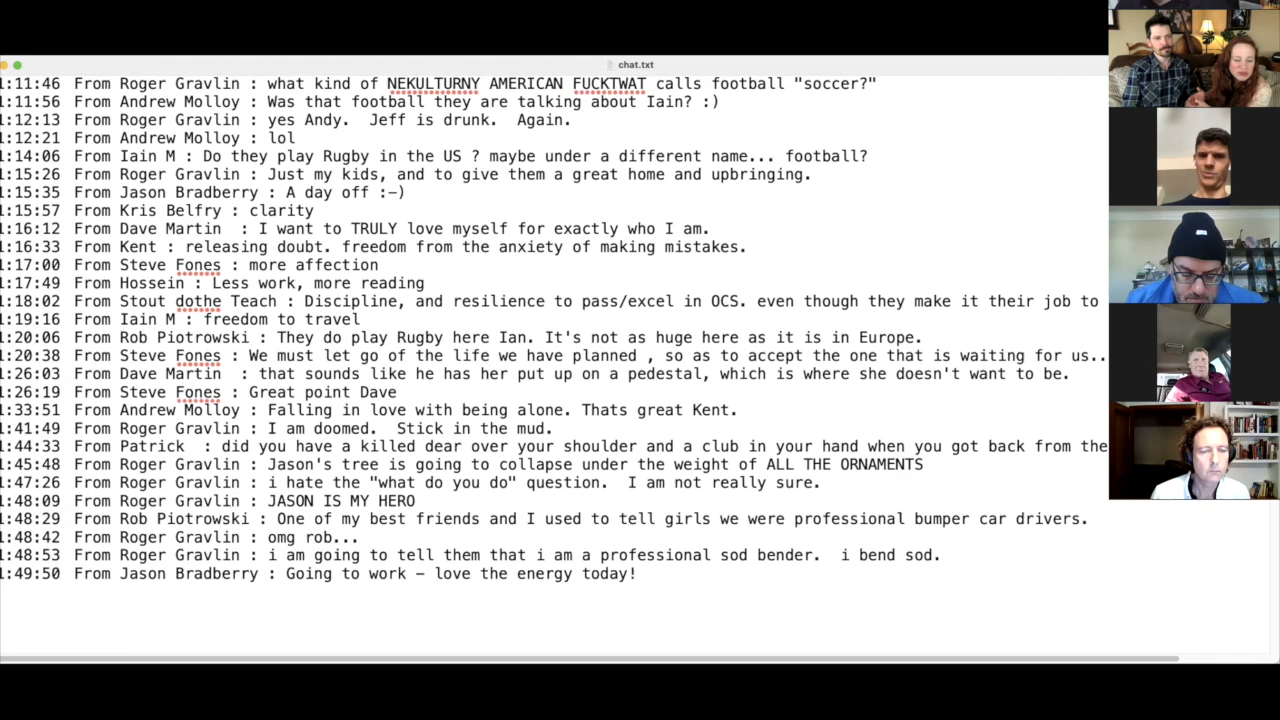 chat.txt
1:11:46 From Roger Gravlin : what kind of NEKULTURNY AMERICAN FUCKTWAT calls football "soccer?"
1:11:56 From Andrew Molloy : Was that football they are talking about Iain? :)
1:12:13 From Roger Gravlin : yes Andy.  Jeff is drunk.  Again.
1:12:21 From Andrew Molloy : lol
1:14:06 From Iain M : Do they play Rugby in the US ? maybe under a different name... football?
1:15:26 From Roger Gravlin : Just my kids, and to give them a great home and upbringing.
1:15:35 From Jason Bradberry : A day off :-)
1:15:57 From Kris Belfry : clarity
1:16:12 From Dave Martin  : I want to TRULY love myself for exactly who I am.
1:16:33 From Kent : releasing doubt. freedom from the anxiety of making mistakes.
1:17:00 From Steve Fones : more affection
1:17:49 From Hossein : Less work, more reading
1:18:02 From Stout dothe Teach : Discipline, and resilience to pass/excel in OCS. even though they make it their job to
1:19:16 From Iain M : freedom to travel
1:20:06 From Rob Piotrowski : They do play Rugby here Ian. It's not as huge here as it is in Europe.
1:20:38 From Steve Fones : We must let go of the life we have planned , so as to accept the one that is waiting for us..
1:26:03 From Dave Martin  : that sounds like he has her put up on a pedestal, which is where she doesn't want to be.
1:26:19 From Steve Fones : Great point Dave
1:33:51 From Andrew Molloy : Falling in love with being alone. Thats great Kent.
1:41:49 From Roger Gravlin : I am doomed.  Stick in the mud.
1:44:33 From Patrick  : did you have a killed dear over your shoulder and a club in your hand when you got back from the
1:45:48 From Roger Gravlin : Jason's tree is going to collapse under the weight of ALL THE ORNAMENTS
1:47:26 From Roger Gravlin : i hate the "what do you do" question.  I am not really sure.
1:48:09 From Roger Gravlin : JASON IS MY HERO
1:48:29 From Rob Piotrowski : One of my best friends and I used to tell girls we were professional bumper car drivers.
1:48:42 From Roger Gravlin : omg rob...
1:48:53 From Roger Gravlin : i am going to tell them that i am a professional sod bender.  i bend sod.
1:49:50 From Jason Bradberry : Going to work – love the energy today!